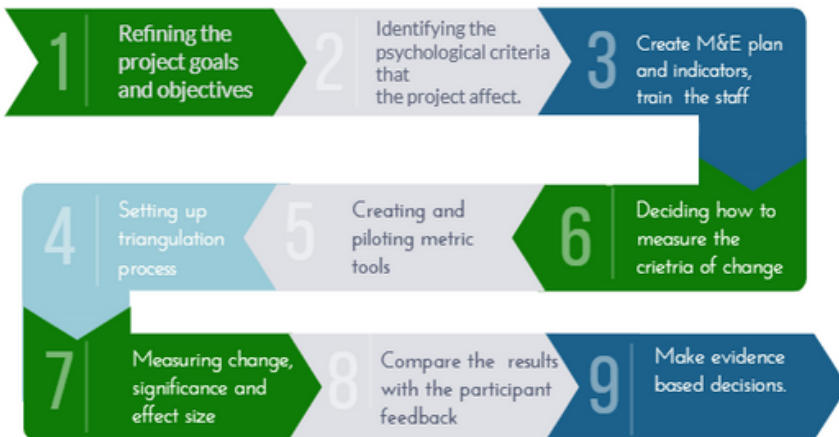 1
Refining the
project goals
and objectives
2
Identifying the
psychological criteria
that
the project affect.
3
Create M&E plan
and indicators,
train the staff
4
Setting up
triangulation
process
5
Creating and
piloting metric
tools
6
Deciding how to
measure the
crietria of change
7
Measuring change,
significance and
effect size
8
Compare the results
with the participant
feedback
9
Make evidence
based decisions.